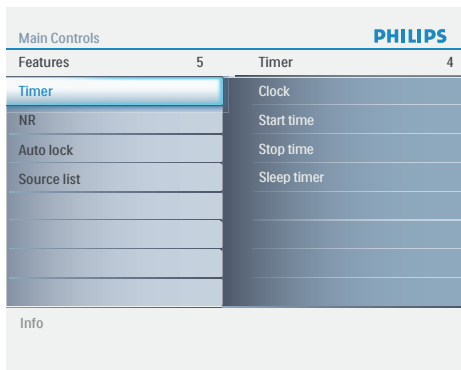 Main Controls PHILIPS
Features 5 Timer 4
Timer Clock
NR Start time
Auto lock Stop time
Source list Sleep timer
Info